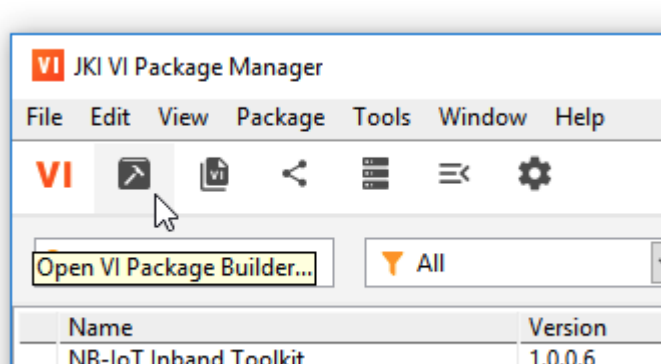 VI JKI VI Package Manager
File Edit View Package Tools Window Help
VI VI
Open VI Package Builder... All
Name Version
NB-IoT Inband Toolkit 1.0.0.6